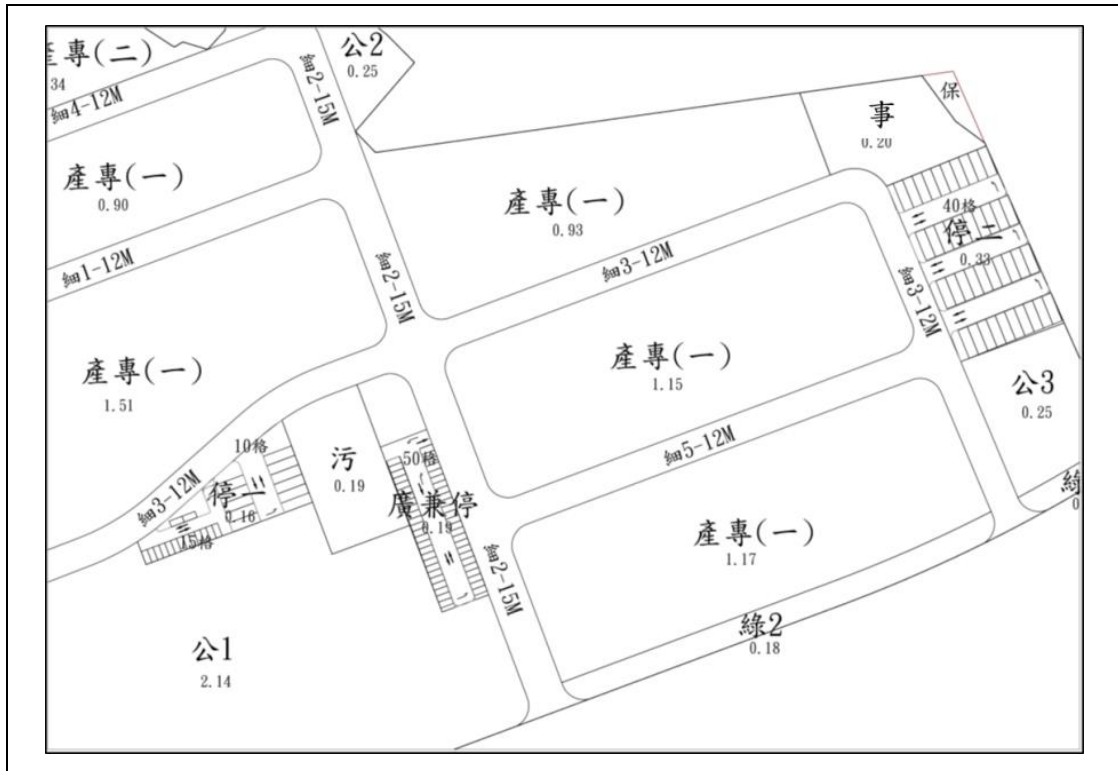 產專(二)
34
公2
0.25
細2-15M
細4-12M
保
事
0.20
產專(一)
0.90
產專(一)
0.93
40格
停二
0.33
細1-12M
細2-15M
細3-12M
細3-12M
產專(一)
1.51
產專(一)
1.15
公3
0.25
10格
污
0.19
50格
細5-12M
細3-12M
停一
0.18
15格
廣兼停
0.19
綠
0
產專(一)
1.17
細2-15M
綠2
0.18
公1
2.14